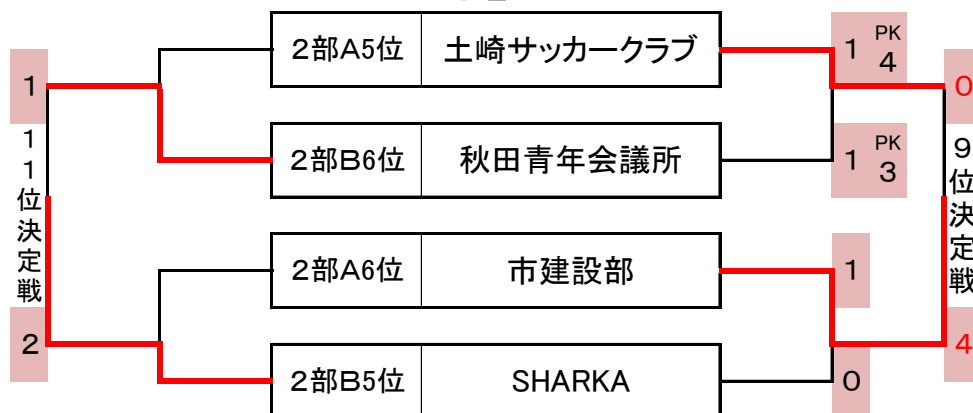 2部A5位 土崎サッカークラブ 1 PK 4
1 0
2部B6位 秋田青年会議所 1 PK 3
11位決定戦
9位決定戦
2部A6位 市建設部 1
2 4
2部B5位 SHARKA 0